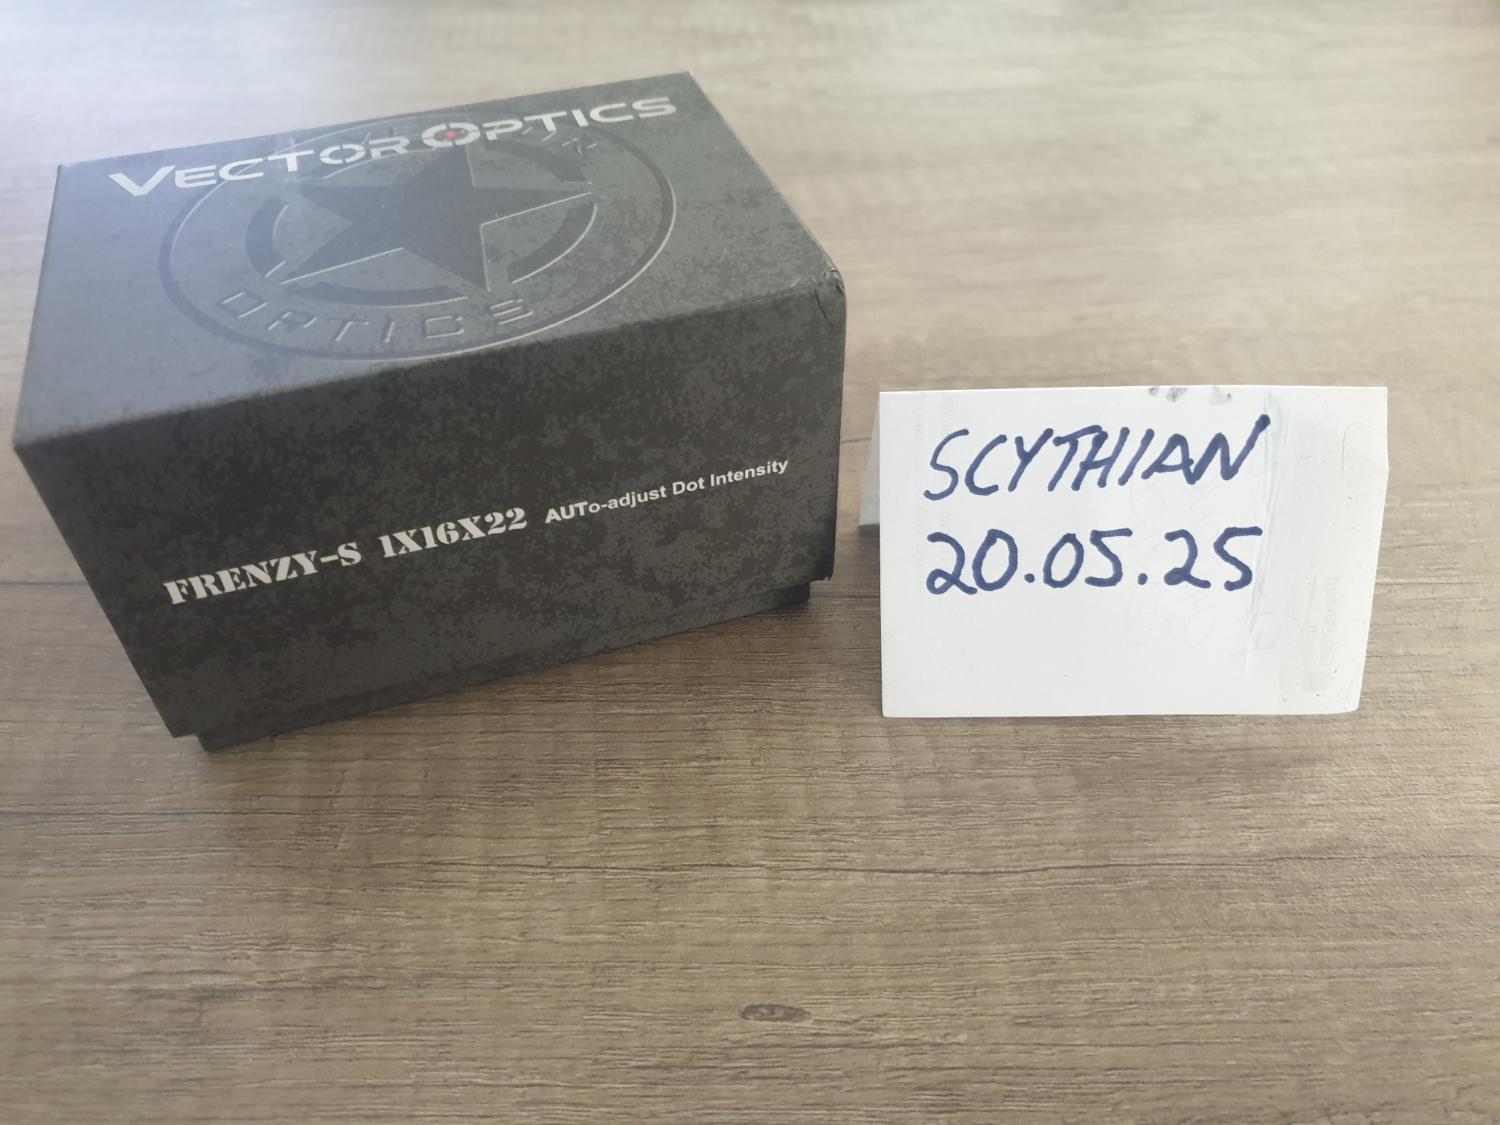 VECTOR OPTICS
OPTICS
FRENZY-S 1X16X22 AUTo-adjust Dot Intensity
SCYTHIAN
20.05.25